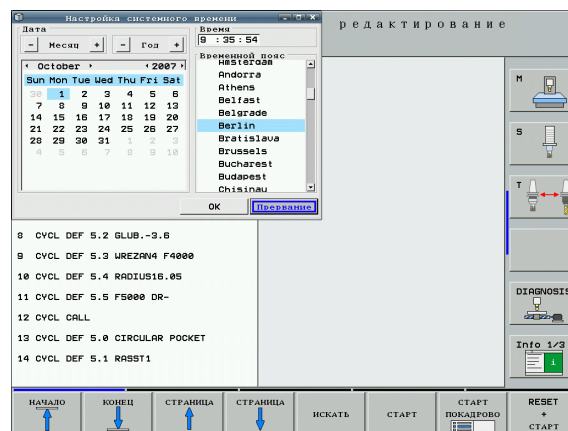 Настройка системного времени
редактирование
Дата
- Месяц + - Год +
October 2007
Sun Mon Tue Wed Thu Fri Sat
30 1 2 3 4 5 6
7 8 9 10 11 12 13
14 15 16 17 18 19 20
21 22 23 24 25 26 27
28 29 30 31 1 2 3
4 5 6 7 8 9 10
Время
9 : 35 : 54
Временной пояс
Amsterdam
Andorra
Athens
Belfast
Belgrade
Berlin
Bratislava
Brussels
Bucharest
Budapest
Chisinau
OK Прервание
8 CYCL DEF 5.2 GLUB.-3.6
9 CYCL DEF 5.3 WREZAN4 F4000
10 CYCL DEF 5.4 RADIUS16.05
11 CYCL DEF 5.5 F5000 DR-
12 CYCL CALL
13 CYCL DEF 5.0 CIRCULAR POCKET
14 CYCL DEF 5.1 RASST1
M
S
T
DIAGNOSIS
Info 1/3
i
НАЧАЛО
КОНЕЦ
СТРАНИЦА
СТРАНИЦА
ИСКАТЬ
СТАРТ
СТАРТ
ПОКАДРОВО
RESET
+
СТАРТ